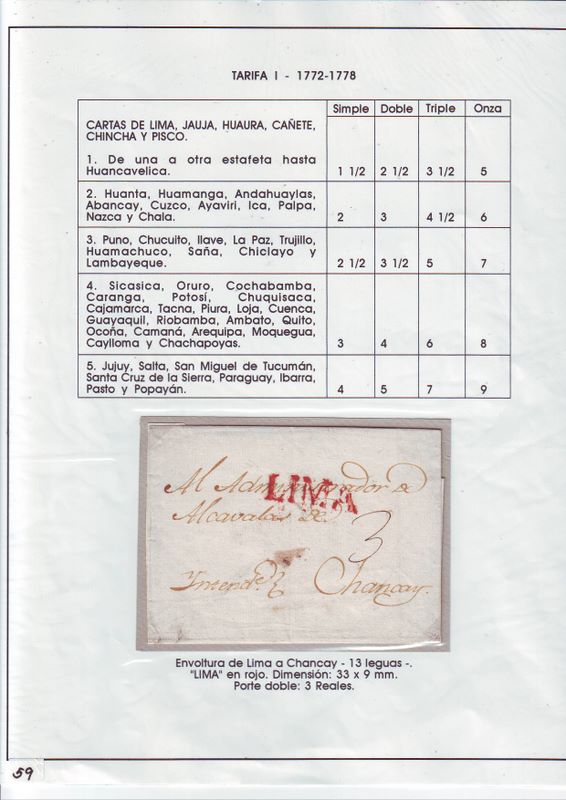 TARIFA I - 1772-1778
Simple Doble Triple Onza
CARTAS DE LIMA, JAUJA, HUAURA, CAÑETE,
CHINCHA Y PISCO.
1. De una a otra estafeta hasta
Huancavelica. 1 1/2 2 1/2 3 1/2 5
2. Huanta, Huamanga, Andahuaylas,
Abancay, Cuzco, Ayaviri, Ica, Palpa,
Nazca y Chala. 2 3 4 1/2 6
3. Puno, Chucuito, Ilave, La Paz, Trujillo,
Huamachuco, Saña, Chiclayo y
Lambayeque. 2 1/2 3 1/2 5 7
4. Sicasica, Oruro, Cochabamba,
Caranga, Potosí, Chuquisaca,
Cajamarca, Tacna, Piura, Loja, Cuenca,
Guayaquil, Riobamba, Ambato, Quito,
Ocoña, Camaná, Arequipa, Moquegua,
Caylloma y Chachapoyas. 3 4 6 8
5. Jujuy, Salta, San Miguel de Tucumán,
Santa Cruz de la Sierra, Paraguay, Ibarra,
Pasto y Popayán. 4 5 7 9
Al Administrador de
LIMA
Alcavalas de
3
Chancay.
Envoltura de Lima a Chancay - 13 leguas -.
"LIMA" en rojo. Dimensión: 33 x 9 mm.
Porte doble: 3 Reales.
59